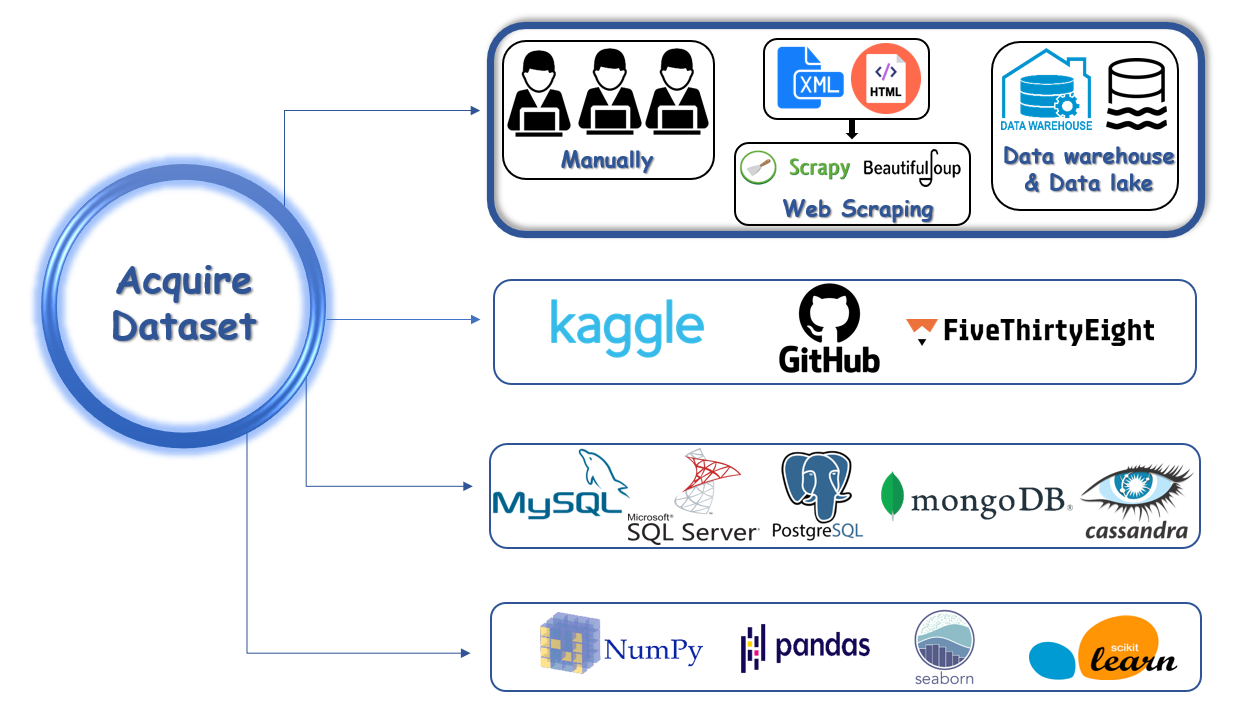 Acquire
Dataset
Manually
XML
</>
HTML
Scrapy
BeautifulSoup
Web Scraping
DATA WAREHOUSE
Data warehouse
& Data lake
kaggle
GitHub
FiveThirtyEight
MySQL
Microsoft®
SQL Server
PostgreSQL
mongoDB®
cassandra
NumPy
pandas
seaborn
scikit
learn